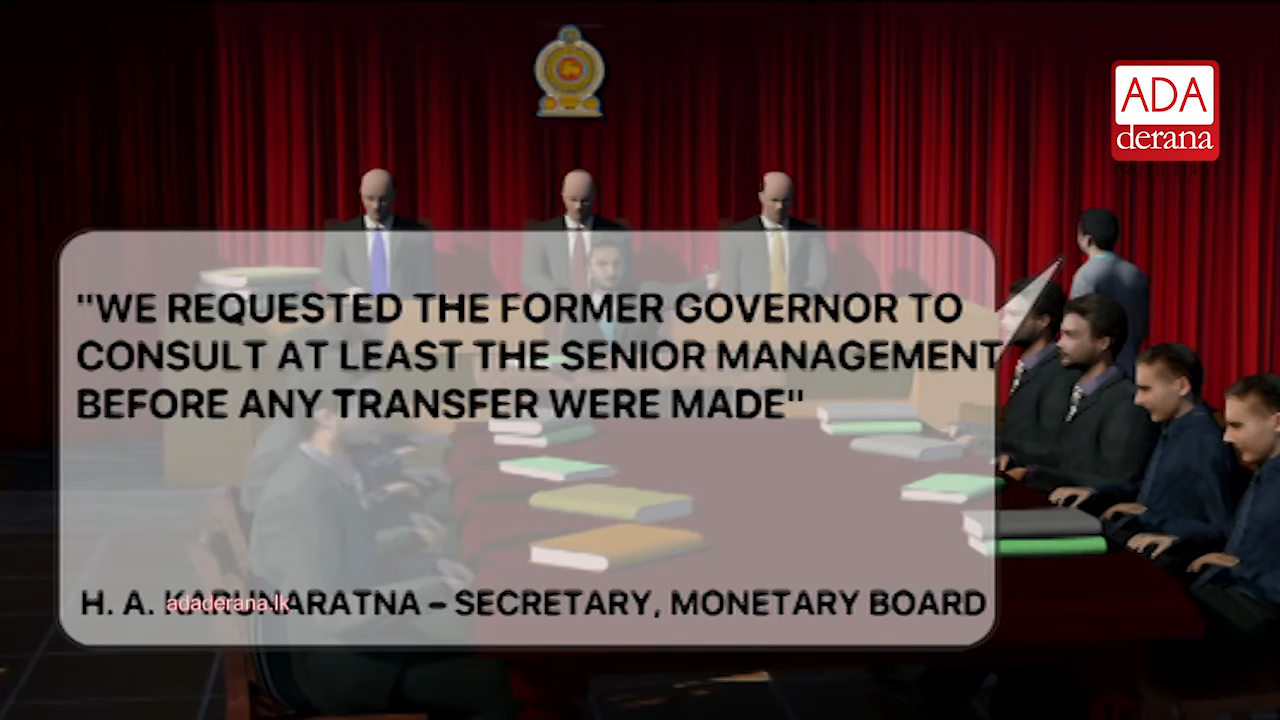 ADA
derana
"WE REQUESTED THE FORMER GOVERNOR TO
CONSULT AT LEAST THE SENIOR MANAGEMENT
BEFORE ANY TRANSFER WERE MADE"
H. A. KARUNARATNA – SECRETARY, MONETARY BOARD
adaderana.lk